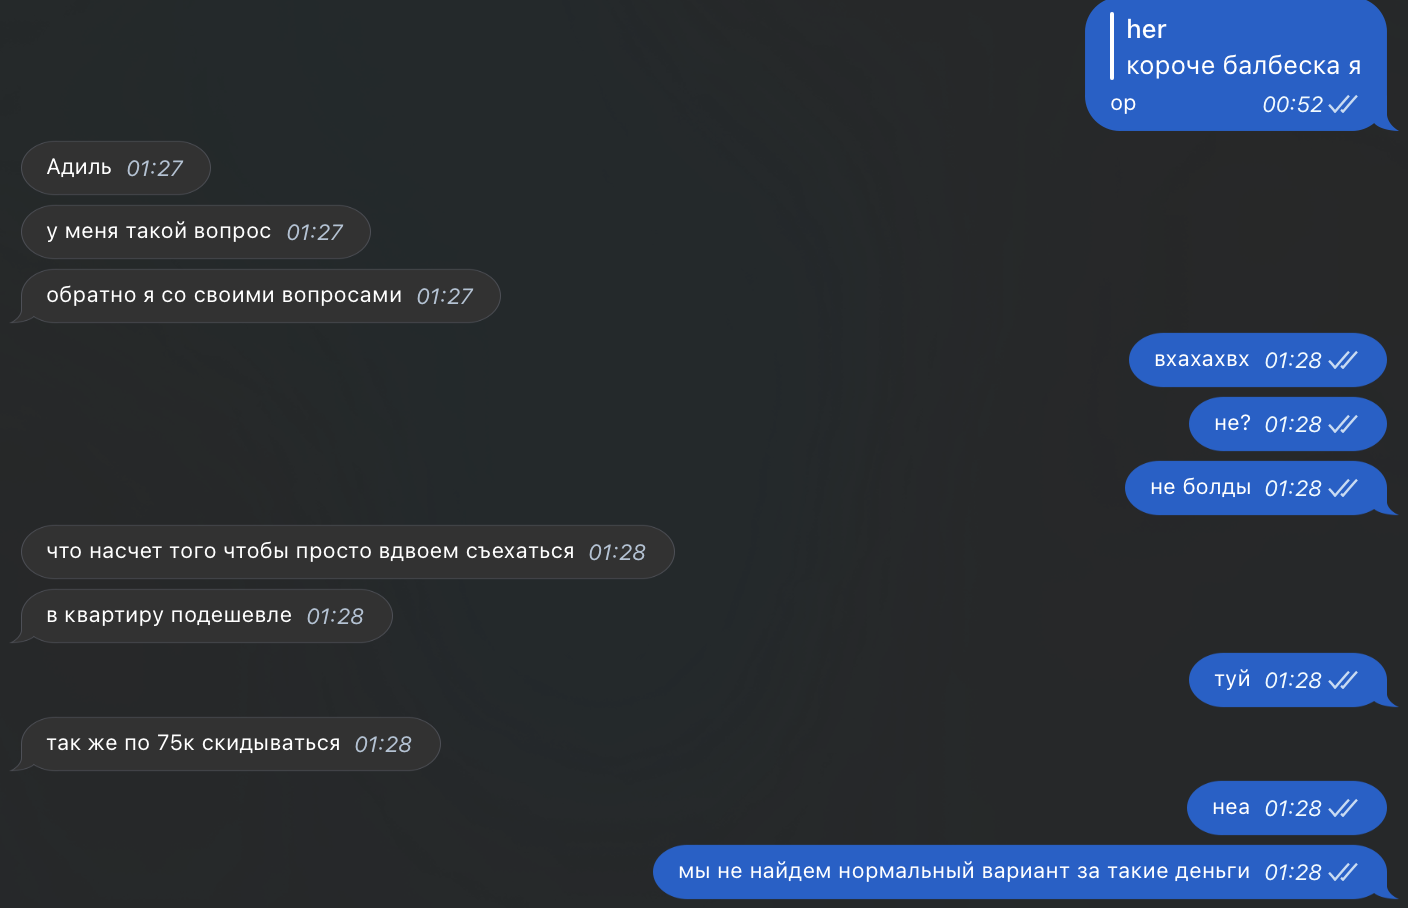 her
короче балбеска я
ор 00:52
Адиль 01:27
у меня такой вопрос 01:27
обратно я со своими вопросами 01:27
вхахахвх 01:28
не? 01:28
не болды 01:28
что насчет того чтобы просто вдвоем съехаться 01:28
в квартиру подешевле 01:28
туй 01:28
так же по 75к скидываться 01:28
неа 01:28
мы не найдем нормальный вариант за такие деньги 01:28